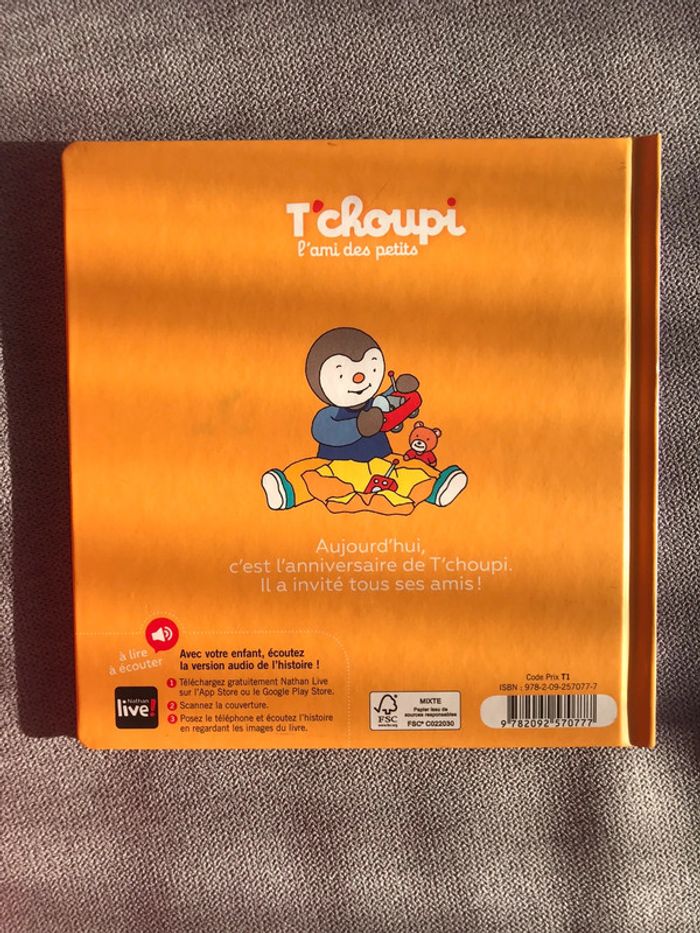 T'choupi
l'ami des petits
Aujourd'hui,
c'est l'anniversaire de T'choupi.
Il a invité tous ses amis !
à lire
à écouter
Avec votre enfant, écoutez
la version audio de l'histoire !
1 Téléchargez gratuitement Nathan Live
sur l'App Store ou le Google Play Store.
2 Scannez la couverture.
3 Posez le téléphone et écoutez l'histoire
en regardant les images du livre.
Nathan
live!
FSC
www.fsc.org
MIXTE
Papier issu de
sources responsables
FSC® C022030
Code Prix T1
ISBN : 978-2-09-257077-7
9 782092 570777